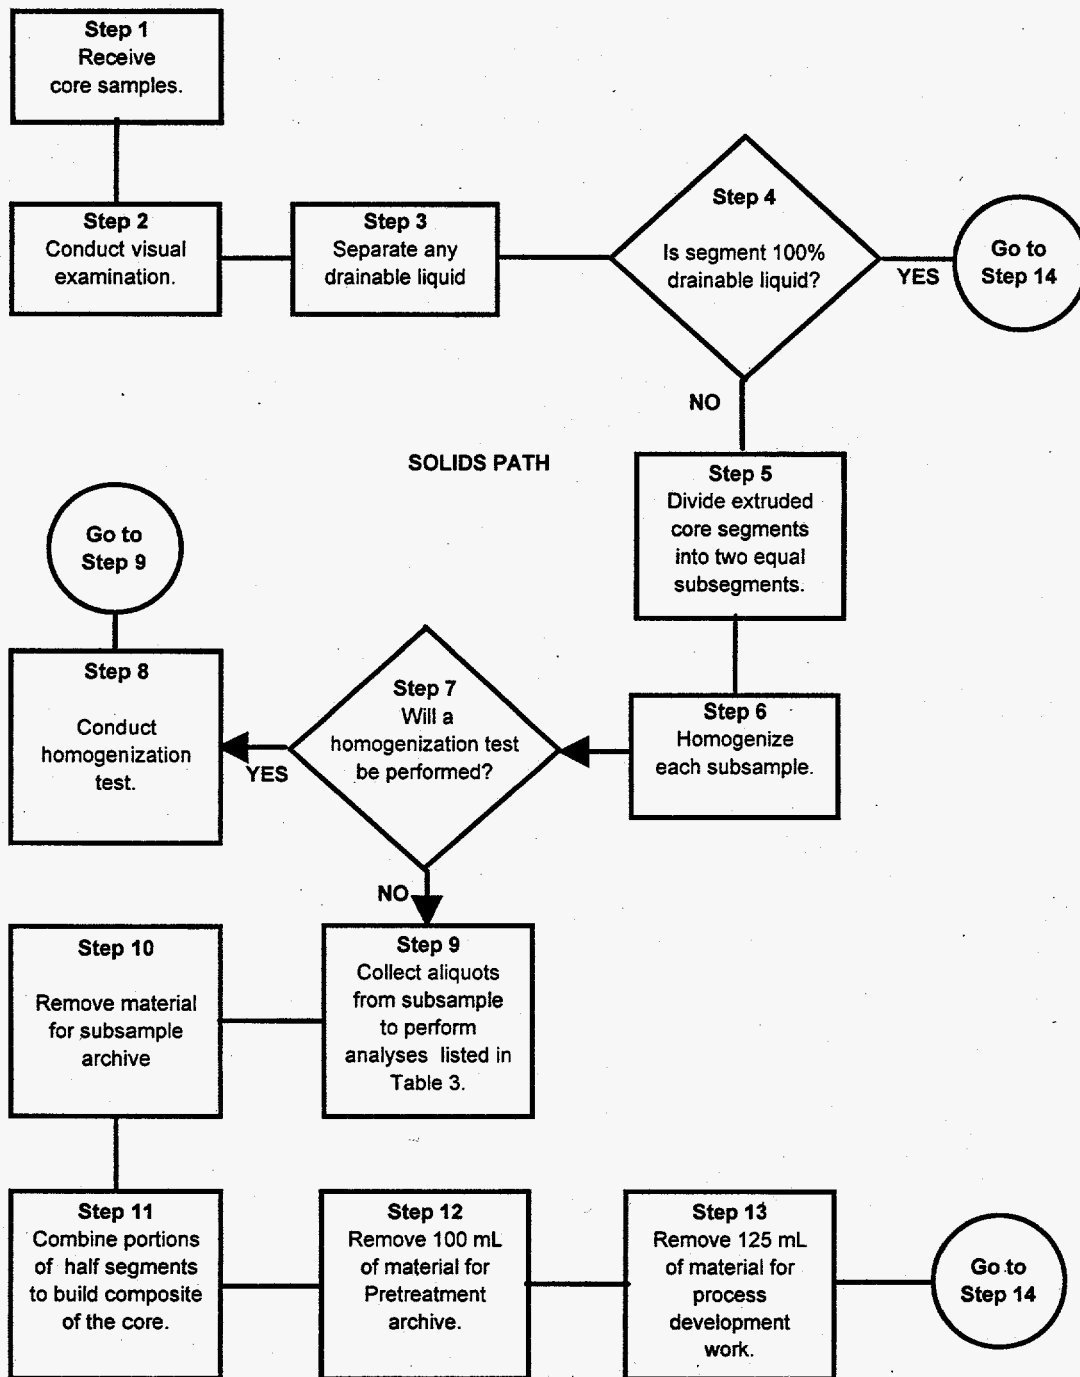 Step 1
Receive
core samples.
Step 2
Conduct visual
examination.
Step 3
Separate any
drainable liquid
Step 4
Is segment 100%
drainable liquid?
YES
Go to
Step 14
NO
SOLIDS PATH
Step 5
Divide extruded
core segments
into two equal
subsegments.
Go to
Step 9
Step 8
Conduct
homogenization
test.
YES
Step 7
Will a
homogenization test
be performed?
Step 6
Homogenize
each subsample.
NO
Step 10
Remove material
for subsample
archive
Step 9
Collect aliquots
from subsample
to perform
analyses listed in
Table 3.
Step 11
Combine portions
of half segments
to build composite
of the core.
Step 12
Remove 100 mL
of material for
Pretreatment
archive.
Step 13
Remove 125 mL
of material for
process
development
work.
Go to
Step 14